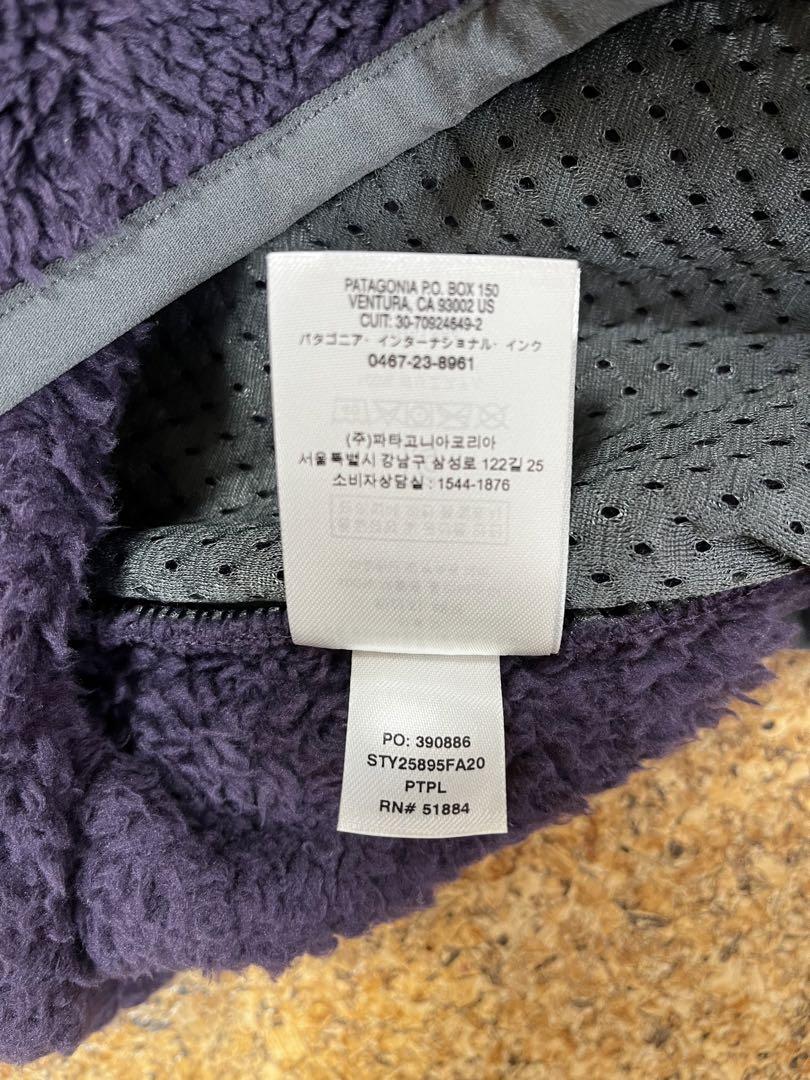 PATAGONIA P.O. BOX 150
VENTURA, CA 93002 US
CUIT: 30-70924649-2
パタゴニア・インターナショナル・インク
0467-23-8961
(주)파타고니아코리아
서울특별시 강남구 삼성로 122길 25
소비자상담실 : 1544-1876
PO: 390886
STY25895FA20
PTPL
RN# 51884